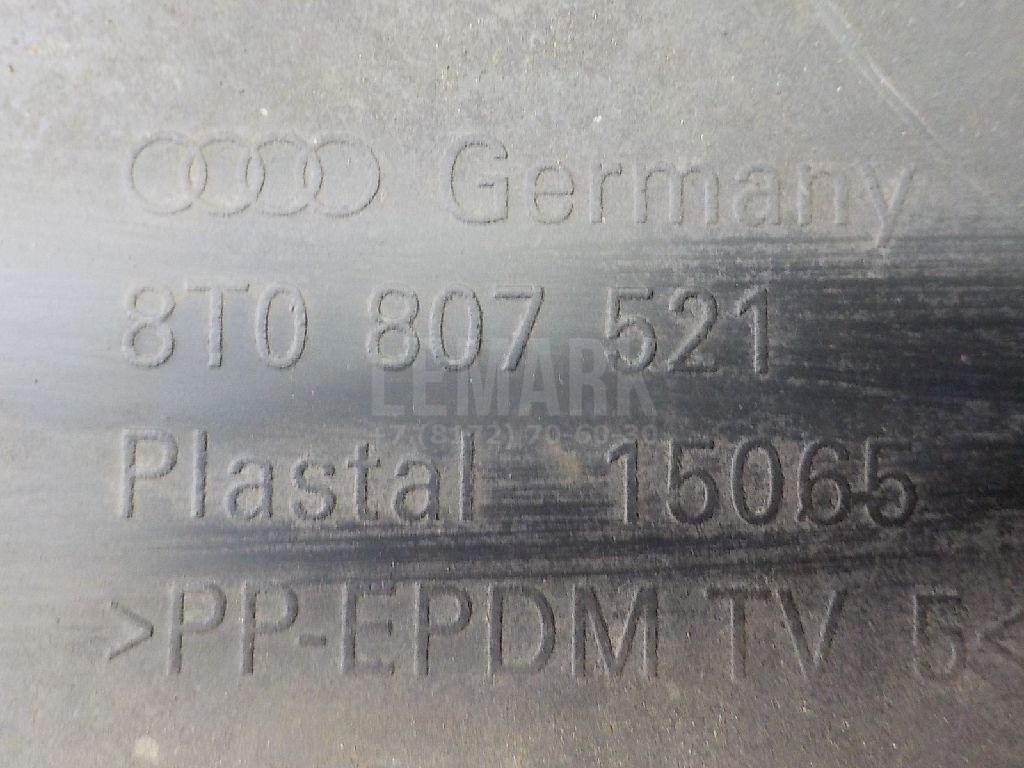 Germany
8T0 807 521
LEMARK
+7 (8172) 70-60-30
Plastal 15065
>PP-EPDM TV 5<